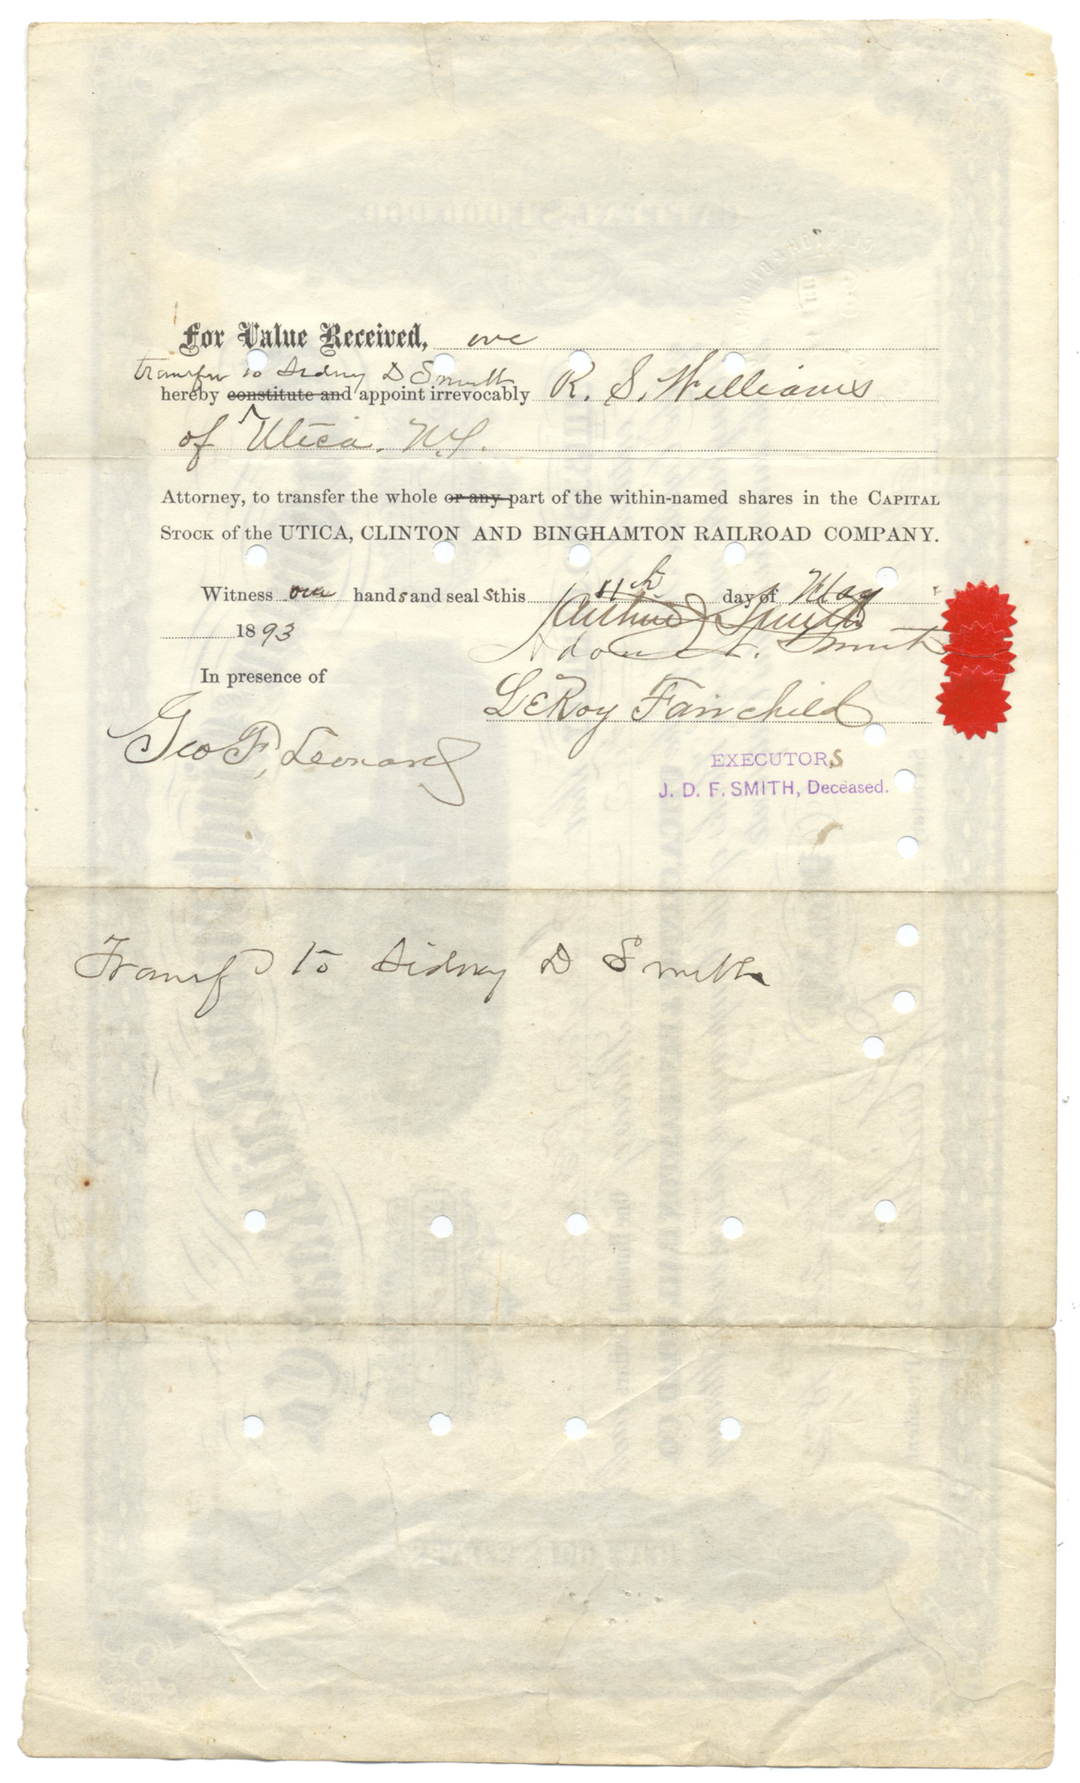 For Value Received, we
transfer to Sidney D Smith
hereby constitute and appoint irrevocably R. S. Williams
of Utica, N.Y.
Attorney, to transfer the whole or any part of the within-named shares in the CAPITAL
STOCK of the UTICA, CLINTON AND BINGHAMTON RAILROAD COMPANY.
Witness our hands and seals this 11th day of May
1893
Arthur J Smith
A. Smith
In presence of
LeRoy Fairchild
Geo F. Leonard
EXECUTORS
J. D. F. SMITH, Deceased.
Transf to Sidney D Smith